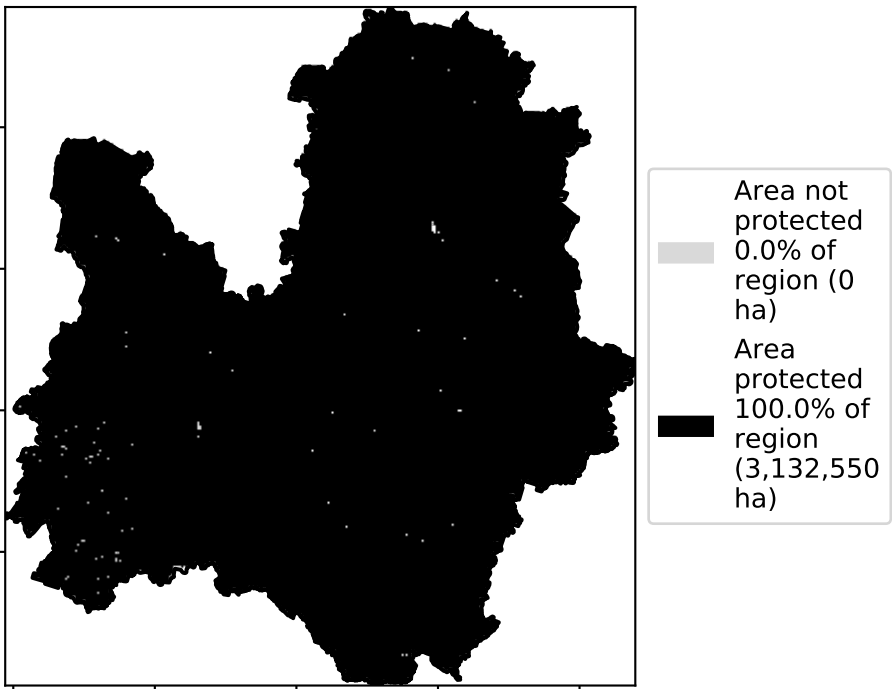 Area not
protected
0.0% of
region (0
ha)
Area
protected
100.0% of
region
(3,132,550
ha)